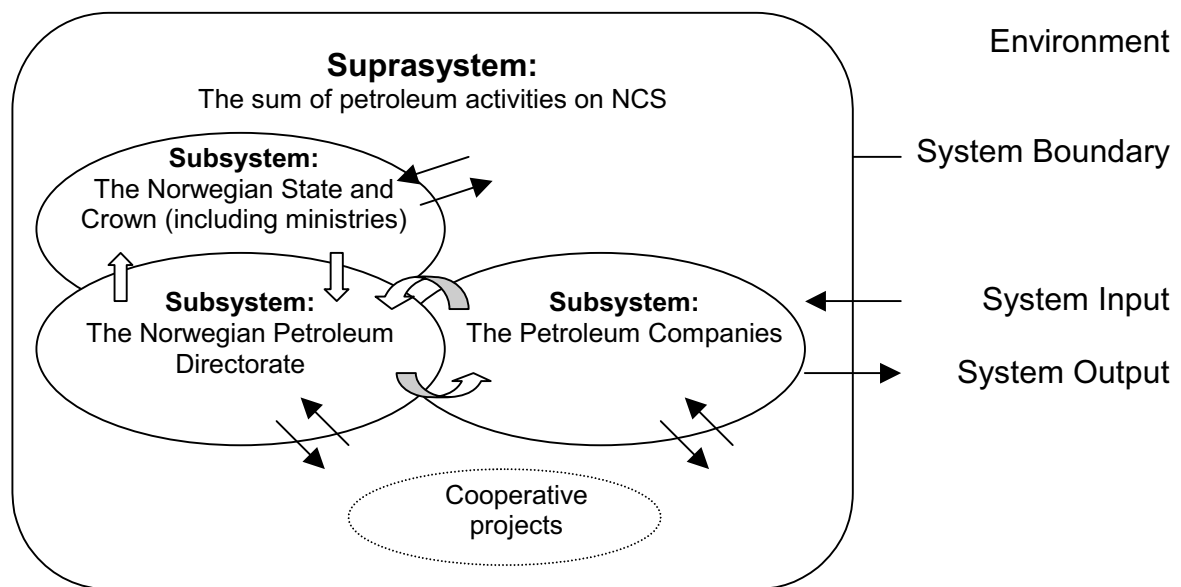 Environment
Suprasystem:
The sum of petroleum activities on NCS
System Boundary
Subsystem:
The Norwegian State and
Crown (including ministries)
System Input
Subsystem:
The Norwegian Petroleum
Directorate
Subsystem:
The Petroleum Companies
System Output
Cooperative
projects